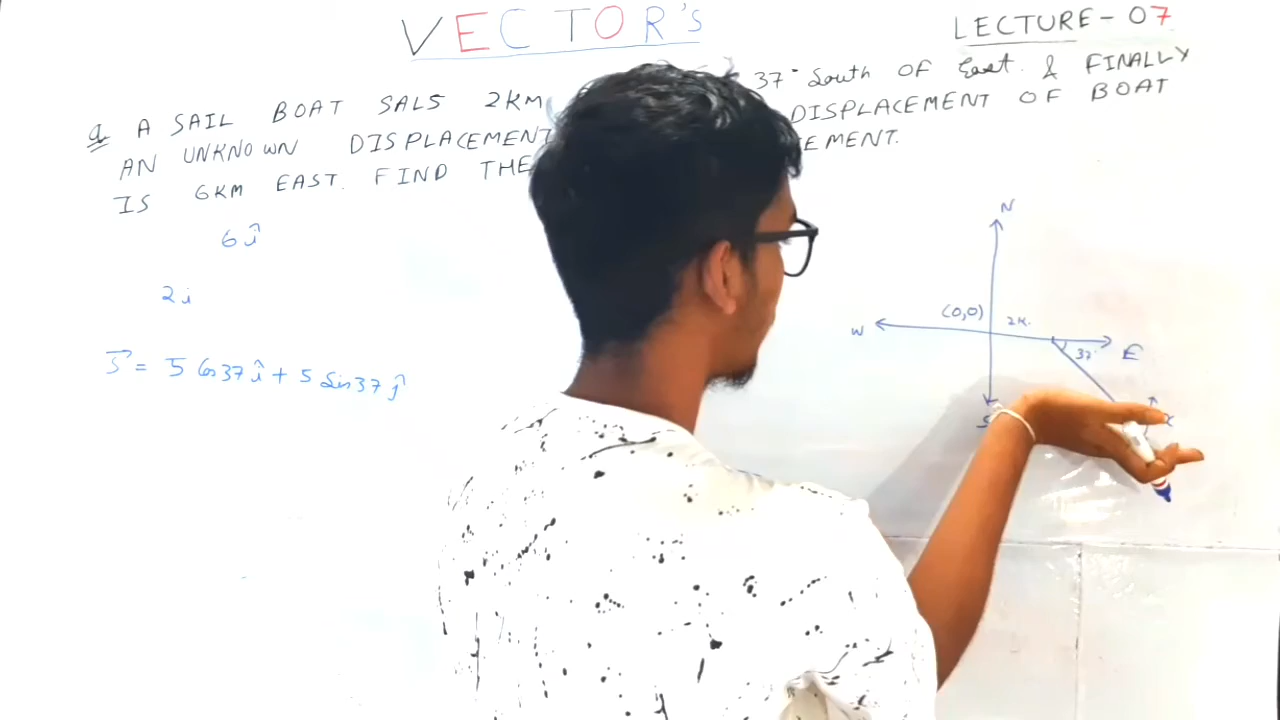 VECTOR'S
LECTURE-07
Q A SAIL BOAT SALS 2KM 37° South OF East. & FINALLY
AN UNKNOWN DISPLACEMENT DISPLACEMENT OF BOAT
IS 6KM EAST. FIND THE EMENT.
6î
2i
S⃗ = 5 Cos37 î + 5 Sin37 ĵ
N
(0,0) 2K.
W
37°
E
S